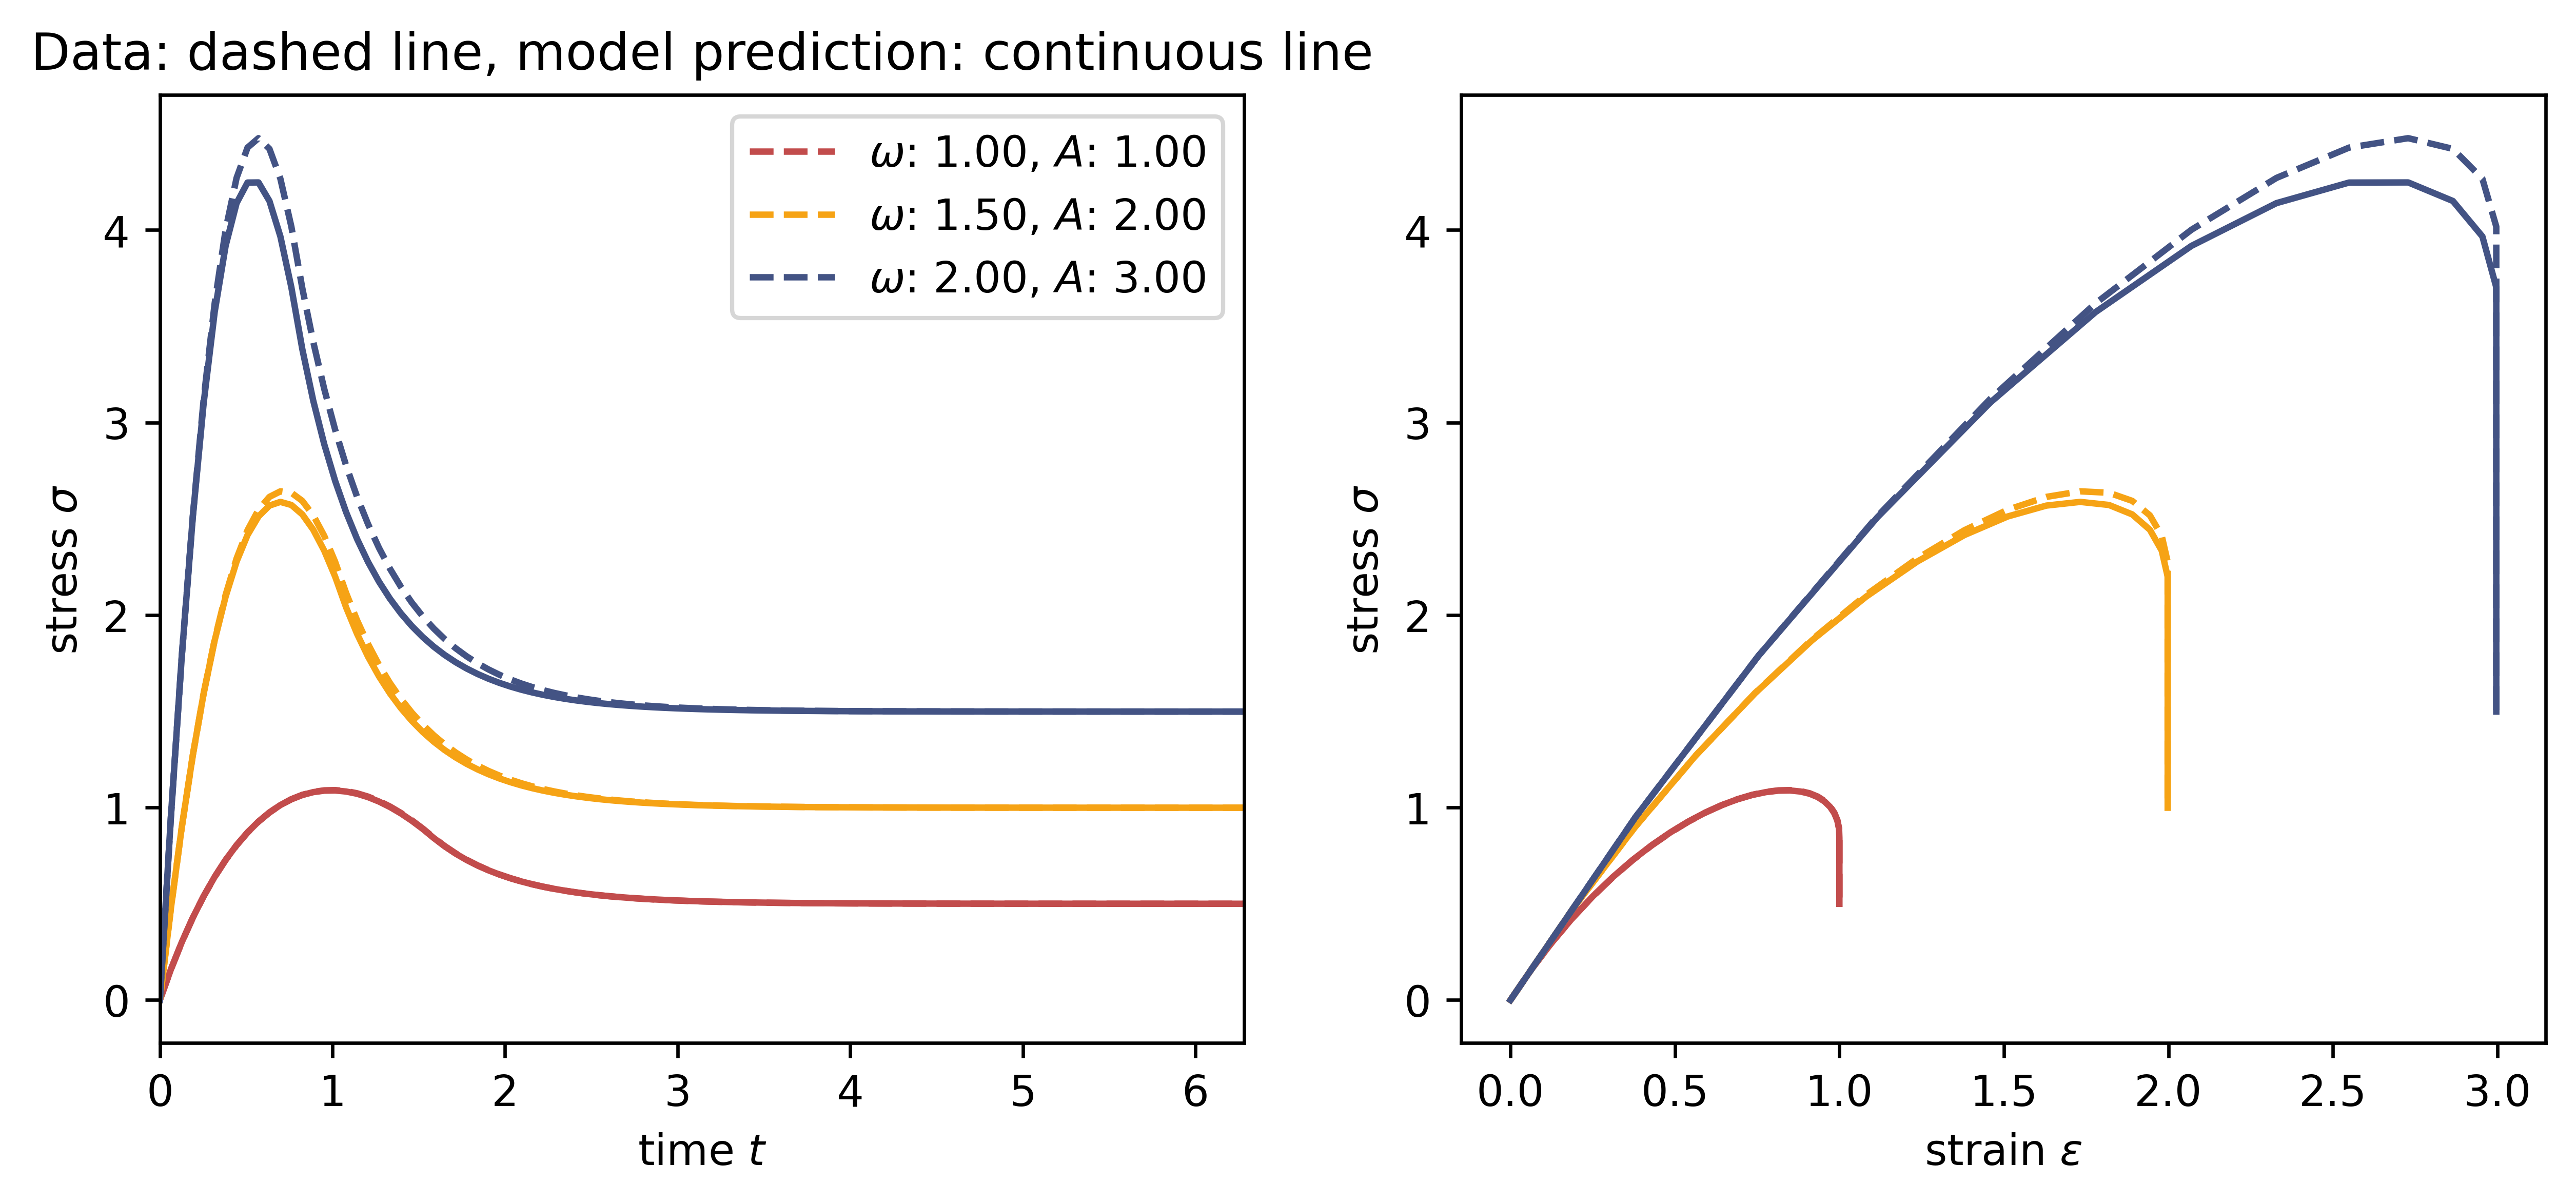 Data: dashed line, model prediction: continuous line
ω: 1.00, A: 1.00
ω: 1.50, A: 2.00
ω: 2.00, A: 3.00
stress σ
4
3
2
1
0
0 1 2 3 4 5 6
time t
stress σ
4
3
2
1
0
0.0 0.5 1.0 1.5 2.0 2.5 3.0
strain ε